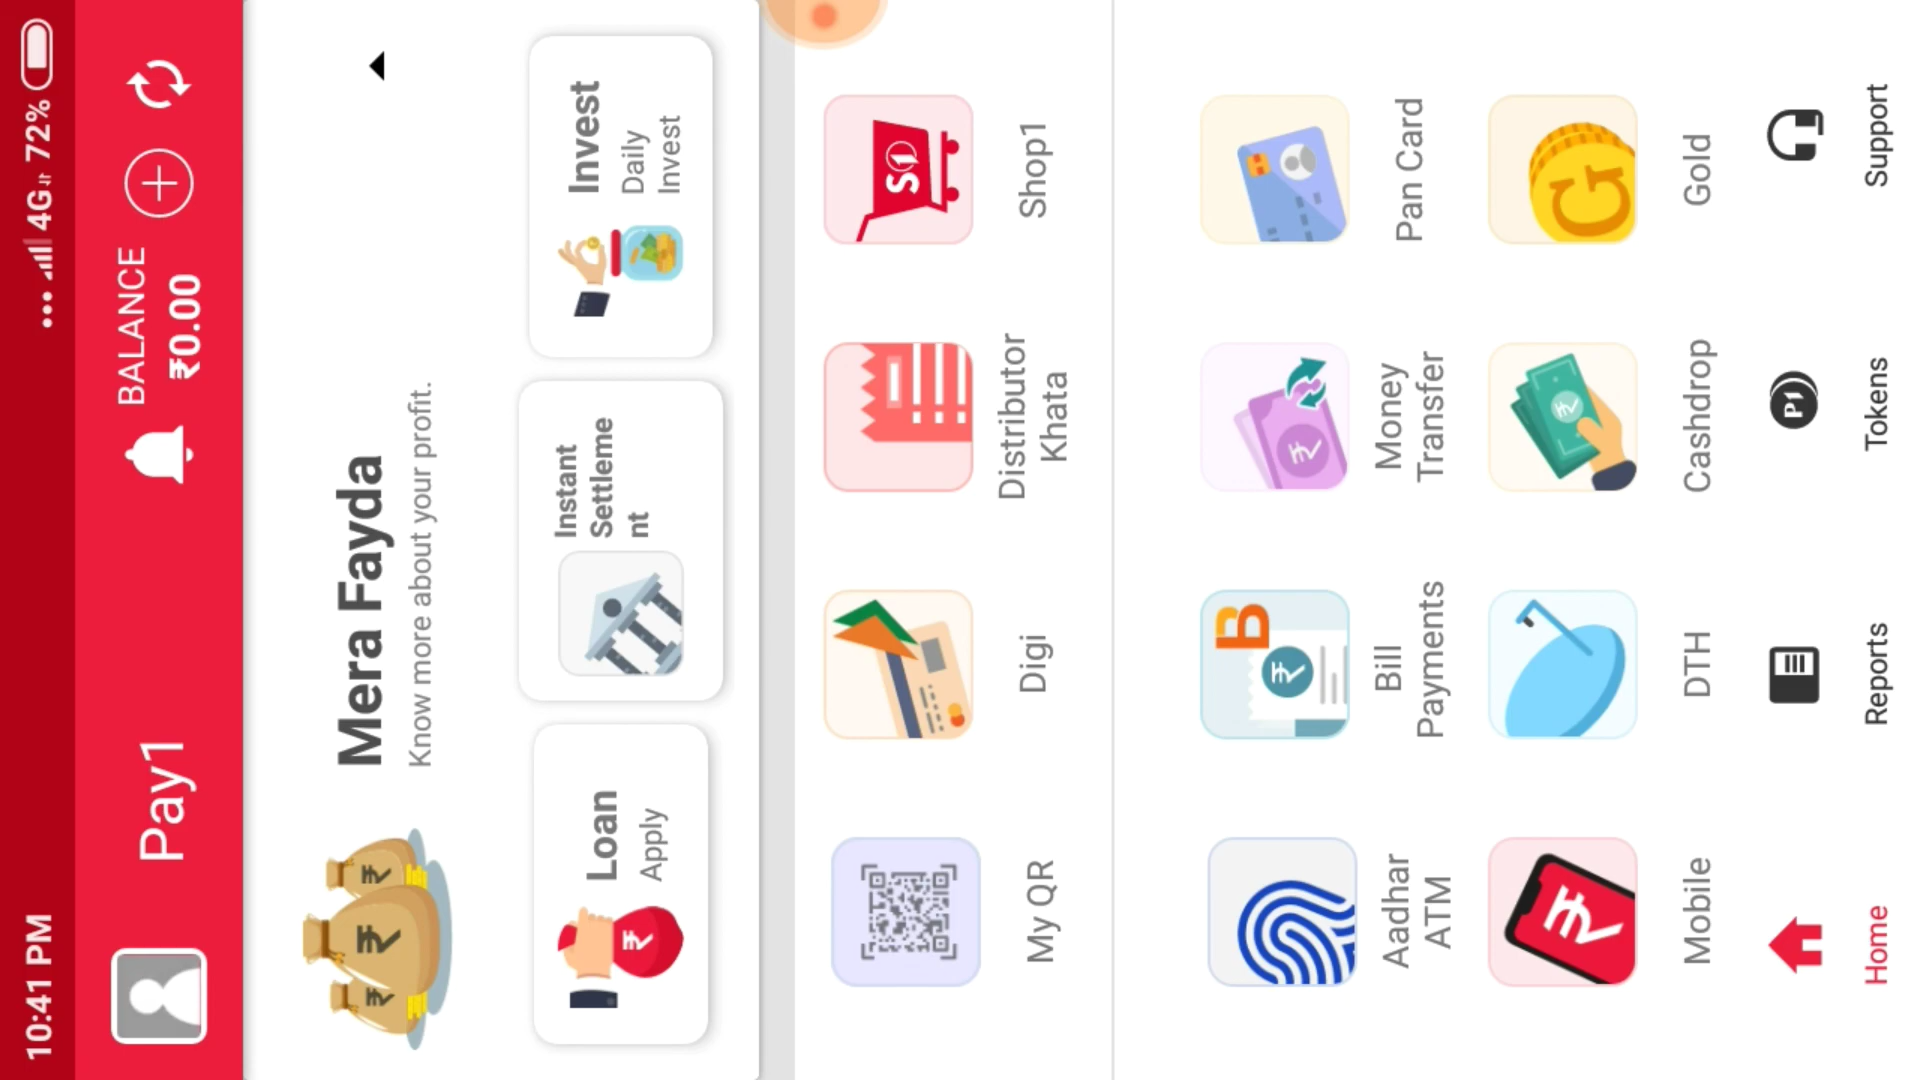 10:41 PM
4G 72%
Pay1
BALANCE
₹0.00
Mera Fayda
Know more about your profit.
Loan
Apply
Instant
Settleme
nt
Invest
Daily
Invest
My QR
Digi
Distributor
Khata
S1
Shop1
Aadhar
ATM
B
Bill
Payments
Money
Transfer
Pan Card
Mobile
DTH
Cashdrop
G
Gold
Home
Reports
P1
Tokens
Support